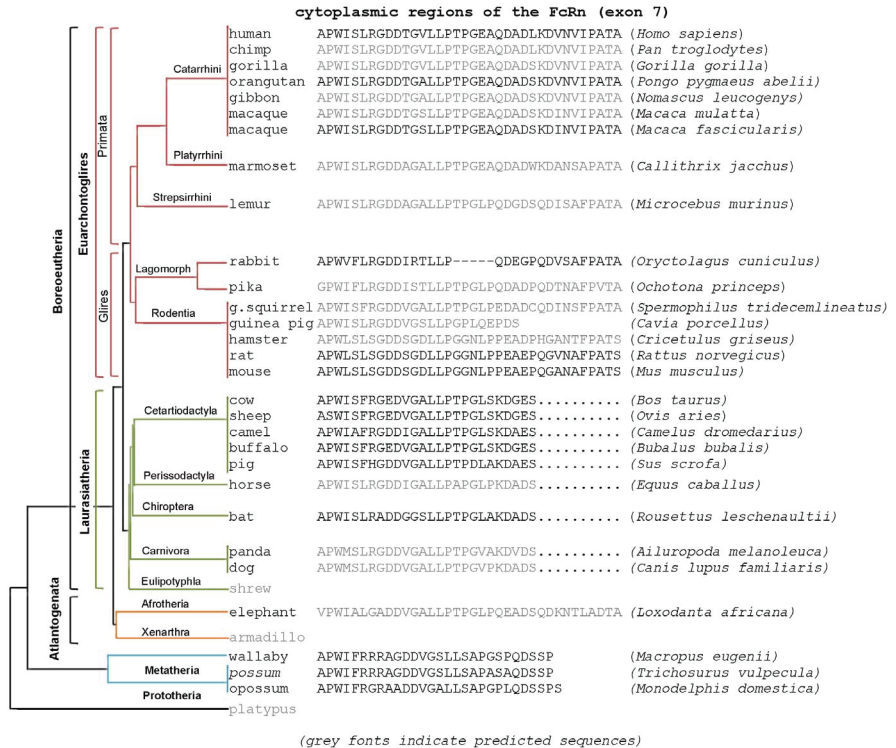 cytoplasmic regions of the FcRn (exon 7)
human APWISLRGDDTGVLLPTPGEAQDADLKDVNVIPATA (Homo sapiens)
chimp APWISLRGDDTGVLLPTPGEAQDADSKDVNVIPATA (Pan troglodytes)
gorilla APWISLRGDDTGVLLPTPGEAQDADSKDVNVIPATA (Gorilla gorilla)
Catarrhini
orangutan APWISLRGDDTGALLPTPGEAQDADSKDVNVIPATA (Pongo pygmaeus abelii)
gibbon APWISLRGDDTGALLPTPGEAQDADSKDVNVIPATA (Nomascus leucogenys)
macaque APWISLRGDDTGALLPTPGEAQDADSKDINVIPATA (Macaca mulatta)
macaque APWISLRGDDTGALLPTPGEAQDADSKDINVIPATA (Macaca fascicularis)
Primata
Platyrrhini
marmoset APWISLRGDDAGALLPTPGEAQDADWKDANSAPATA (Callithrix jacchus)
Strepsirrhini
lemur APWISLRGDDAGALLPTPGLPQDGDSQDISAFPATA (Microcebus murinus)
Euarchontoglires
Boreoeutheria
rabbit APWVFLRGDDIRTLLP-----QDEGPQDVSAFPATA (Oryctolagus cuniculus)
Lagomorph
pika GPWIFLRGDDISTLLPTPGLPQDADPQDTNAFPVTA (Ochotona princeps)
Glires
g.squirrel APWISFRGDDVGALLPTPGLPEDADCQDINSFPATA (Spermophilus tridecemlineatus)
Rodentia
guinea pig APWISLRGDDVGSLLPGPLQEPDS (Cavia porcellus)
hamster APWLSLSGDDSGDLLPGGNLPPEADPHGANTFPATS (Cricetulus griseus)
rat APWLSLSGDDSGDLLPGGNLPPEAEPQGVNAFPATS (Rattus norvegicus)
mouse APWLSLSGDDSGDLLPGGNLPPEAEPQGANAFPATS (Mus musculus)
cow APWISFRGEDVGALLPTPGLSKDGES.......... (Bos taurus)
Cetartiodactyla
sheep ASWISFRGEDVGALLPTPGLSKDGES.......... (Ovis aries)
camel APWIAFRGDDIGALLPTPGLSKDAES.......... (Camelus dromedarius)
buffalo APWISFRGEDVGALLPTPGLSKDGES.......... (Bubalus bubalis)
pig APWISFHGDDVGALLPTPDLAKDAES.......... (Sus scrofa)
Perissodactyla
horse APWISLRGDDIGALLPAPGLPKDADS.......... (Equus caballus)
Laurasiatheria
Chiroptera
bat APWISLRADDGGSLLPTPGLAKDADS.......... (Rousettus leschenaultii)
Carnivora
panda APWMSLRGDDVGALLPTPGVAKDVDS.......... (Ailuropoda melanoleuca)
dog APWMSLRGDDVGALLPTPGVPKDADS.......... (Canis lupus familiaris)
Eulipotyphla
shrew
Atlantogenata
Afrotheria
elephant VPWIALGADDVGALLPTPGLPQEADSQDKNTLADTA (Loxodanta africana)
Xenarthra
armadillo
wallaby APWIFRRRAGDDVGSLLSAPGSPQDSSP (Macropus eugenii)
Metatheria
possum APWIFRRRAGDDVGSLLSAPASAQDSSP (Trichosurus vulpecula)
opossum APWIFRGRAADDVGALLSAPGPLQDSSPS (Monodelphis domestica)
Prototheria
platypus
(grey fonts indicate predicted sequences)